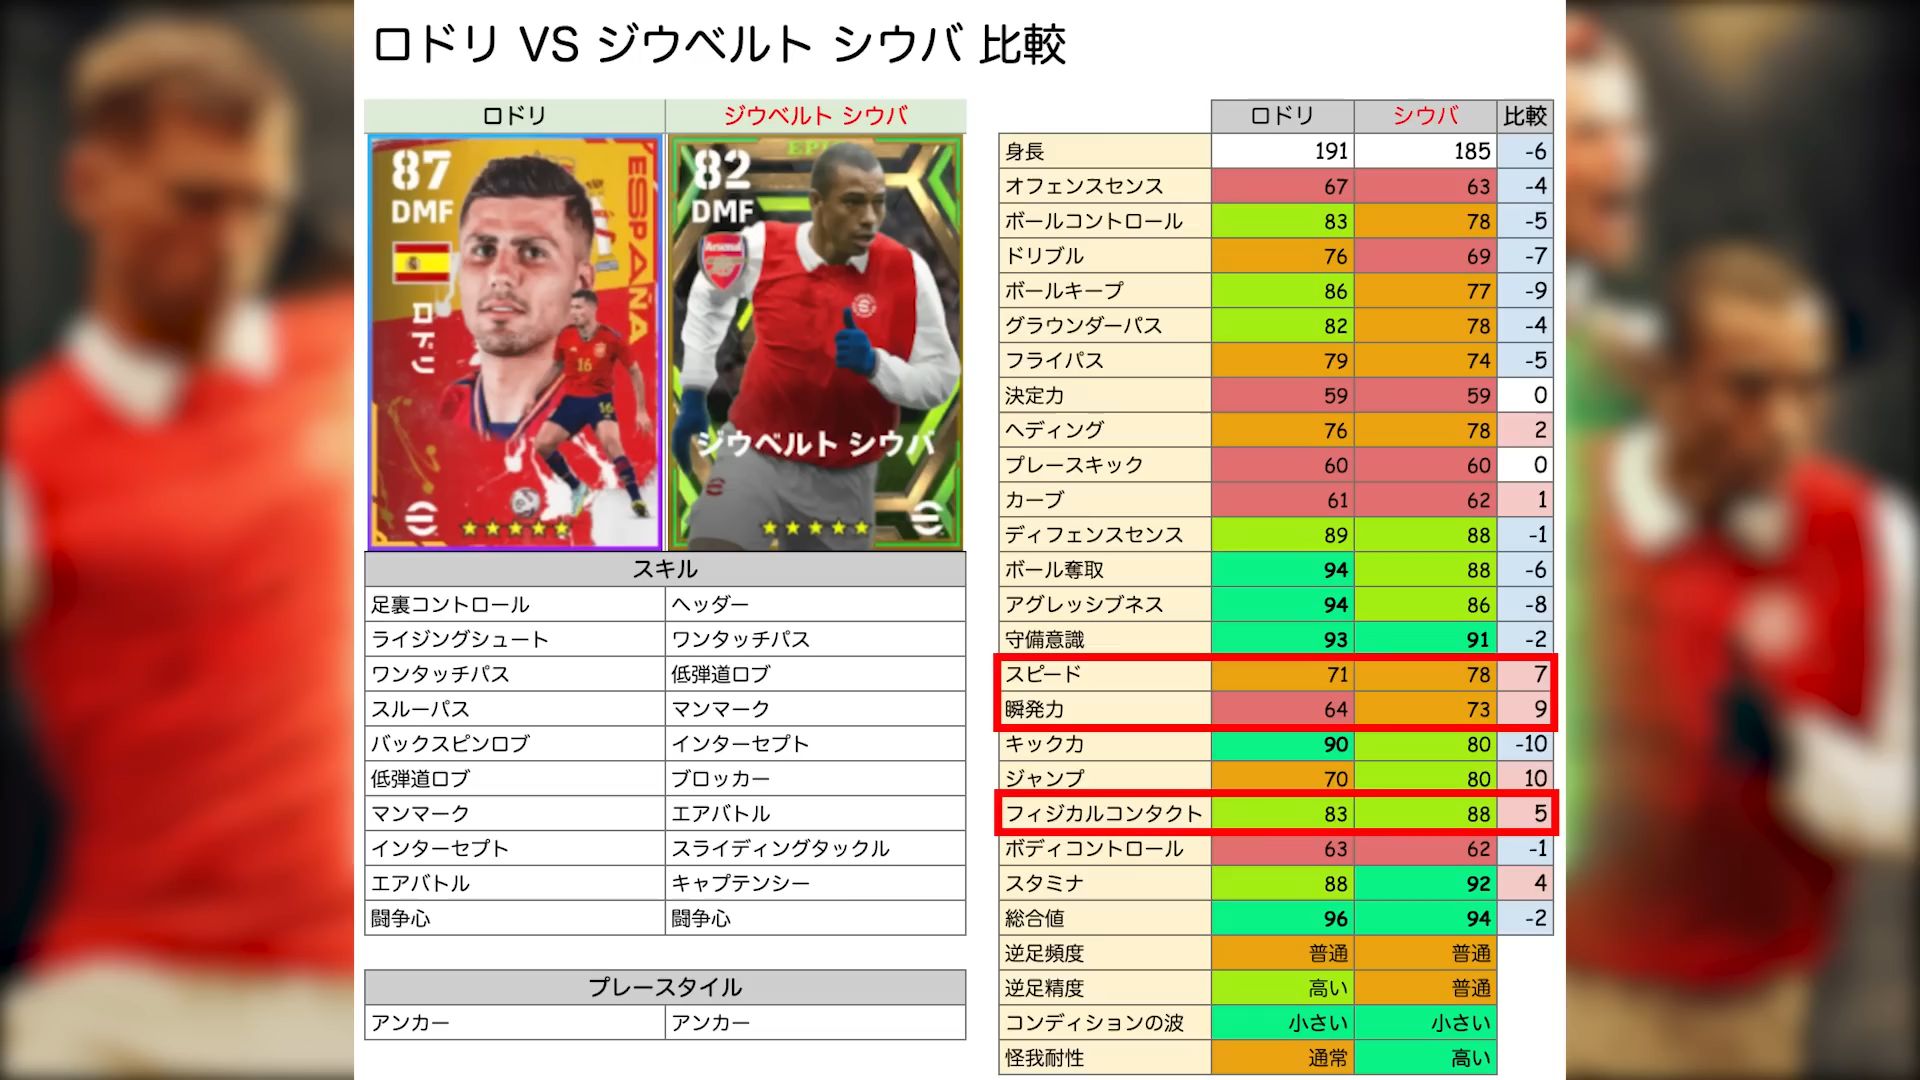 ロドリ VS ジウベルト シウバ 比較
ロドリ ジウベルト シウバ
87
DMF
ESPAÑA
ロドリ
16
16
EPIC
82
DMF
Arsenal
ジウベルト シウバ
スキル
足裏コントロール ヘッダー
ライジングシュート ワンタッチパス
ワンタッチパス 低弾道ロブ
スルーパス マンマーク
バックスピンロブ インターセプト
低弾道ロブ ブロッカー
マンマーク エアバトル
インターセプト スライディングタックル
エアバトル キャプテンシー
闘争心 闘争心
プレースタイル
アンカー アンカー
ロドリ シウバ 比較
身長 191 185 -6
オフェンスセンス 67 63 -4
ボールコントロール 83 78 -5
ドリブル 76 69 -7
ボールキープ 86 77 -9
グラウンダーパス 82 78 -4
フライパス 79 74 -5
決定力 59 59 0
ヘディング 76 78 2
プレースキック 60 60 0
カーブ 61 62 1
ディフェンスセンス 89 88 -1
ボール奪取 94 88 -6
アグレッシブネス 94 86 -8
守備意識 93 91 -2
スピード 71 78 7
瞬発力 64 73 9
キック力 90 80 -10
ジャンプ 70 80 10
フィジカルコンタクト 83 88 5
ボディコントロール 63 62 -1
スタミナ 88 92 4
総合値 96 94 -2
逆足頻度 普通 普通
逆足精度 高い 普通
コンディションの波 小さい 小さい
怪我耐性 通常 高い